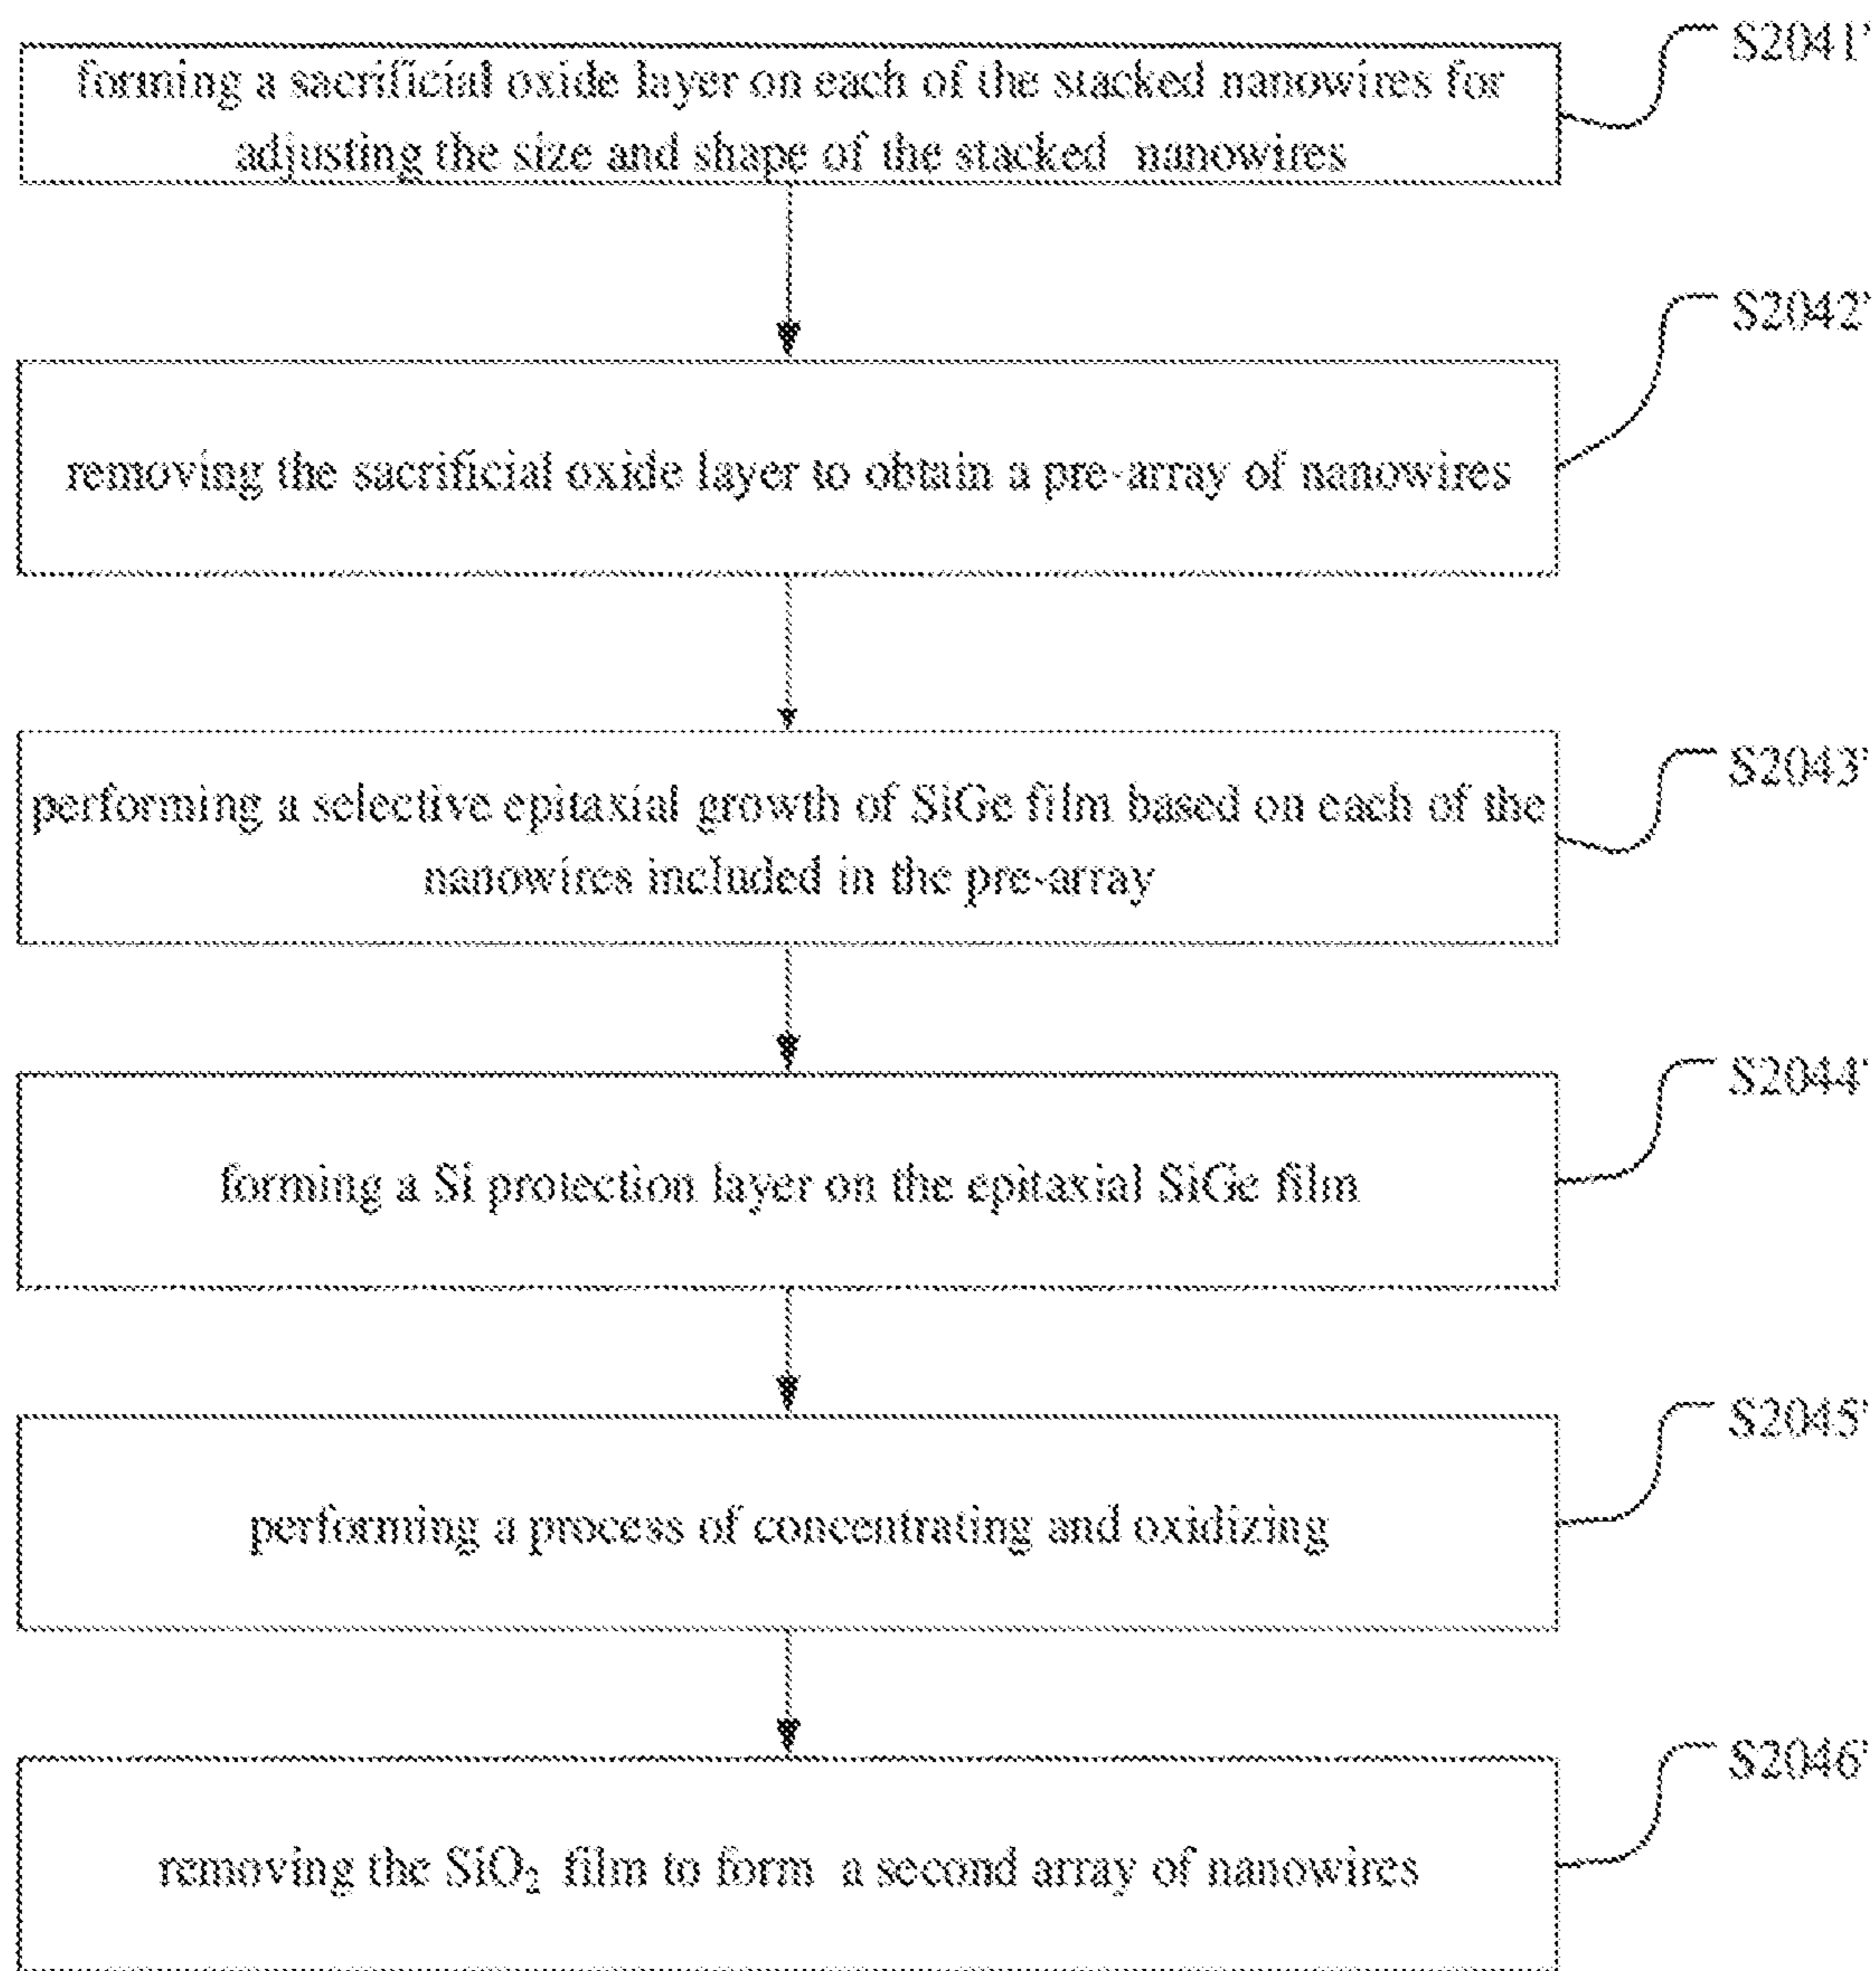 S2041'
forming a sacrificial oxide layer on each of the stacked nanowires for
adjusting the size and shape of the stacked nanowires
S2042'
removing the sacrificial oxide layer to obtain a pre-array of nanowires
S2043'
performing a selective epitaxial growth of SiGe film based on each of the
nanowires included in the pre-array
S2044'
forming a Si protection layer on the epitaxial SiGe film
S2045'
performing a process of concentrating and oxidizing
S2046'
removing the SiO₂ film to form a second array of nanowires